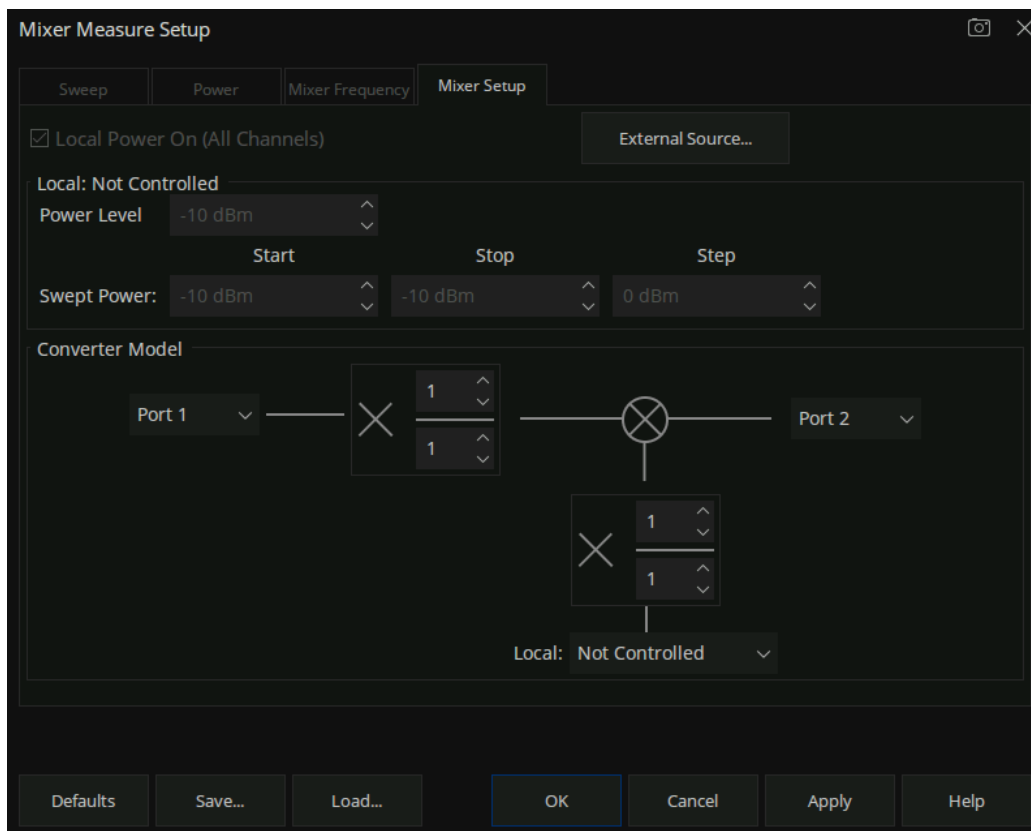 Mixer Measure Setup
Sweep Power Mixer Frequency Mixer Setup
Local Power On (All Channels) External Source...
Local: Not Controlled
Power Level -10 dBm
Start Stop Step
Swept Power: -10 dBm -10 dBm 0 dBm
Converter Model
1
Port 1 Port 2
1
1
1
Local: Not Controlled
Defaults Save... Load... OK Cancel Apply Help